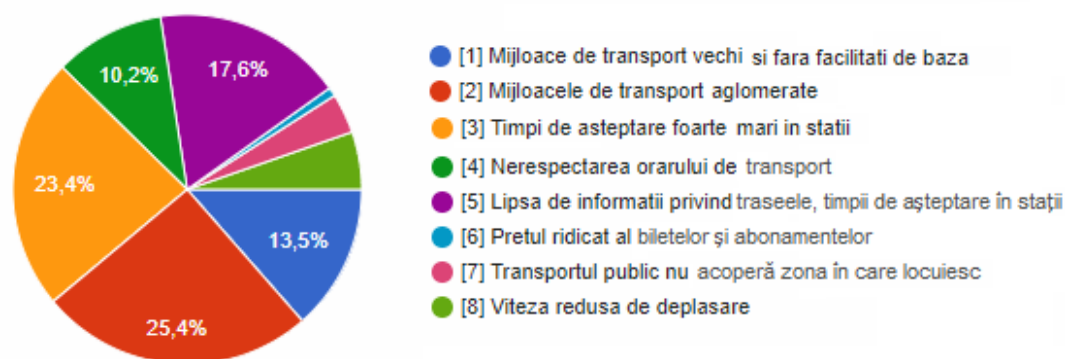 10,2%
17,6%
23,4%
13,5%
25,4%
[1] Mijloace de transport vechi si fara facilitati de baza
[2] Mijloacele de transport aglomerate
[3] Timpi de asteptare foarte mari in statii
[4] Nerespectarea orarului de transport
[5] Lipsa de informatii privind traseele, timpii de așteptare în stații
[6] Pretul ridicat al biletelor și abonamentelor
[7] Transportul public nu acoperă zona în care locuiesc
[8] Viteza redusa de deplasare